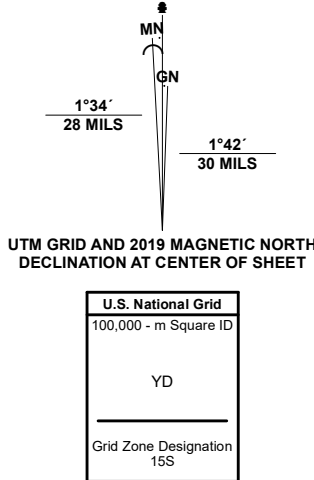 MN
GN
1°34´
28 MILS
1°42´
30 MILS
UTM GRID AND 2019 MAGNETIC NORTH
DECLINATION AT CENTER OF SHEET
U.S. National Grid
100,000 - m Square ID
YD
Grid Zone Designation
15S